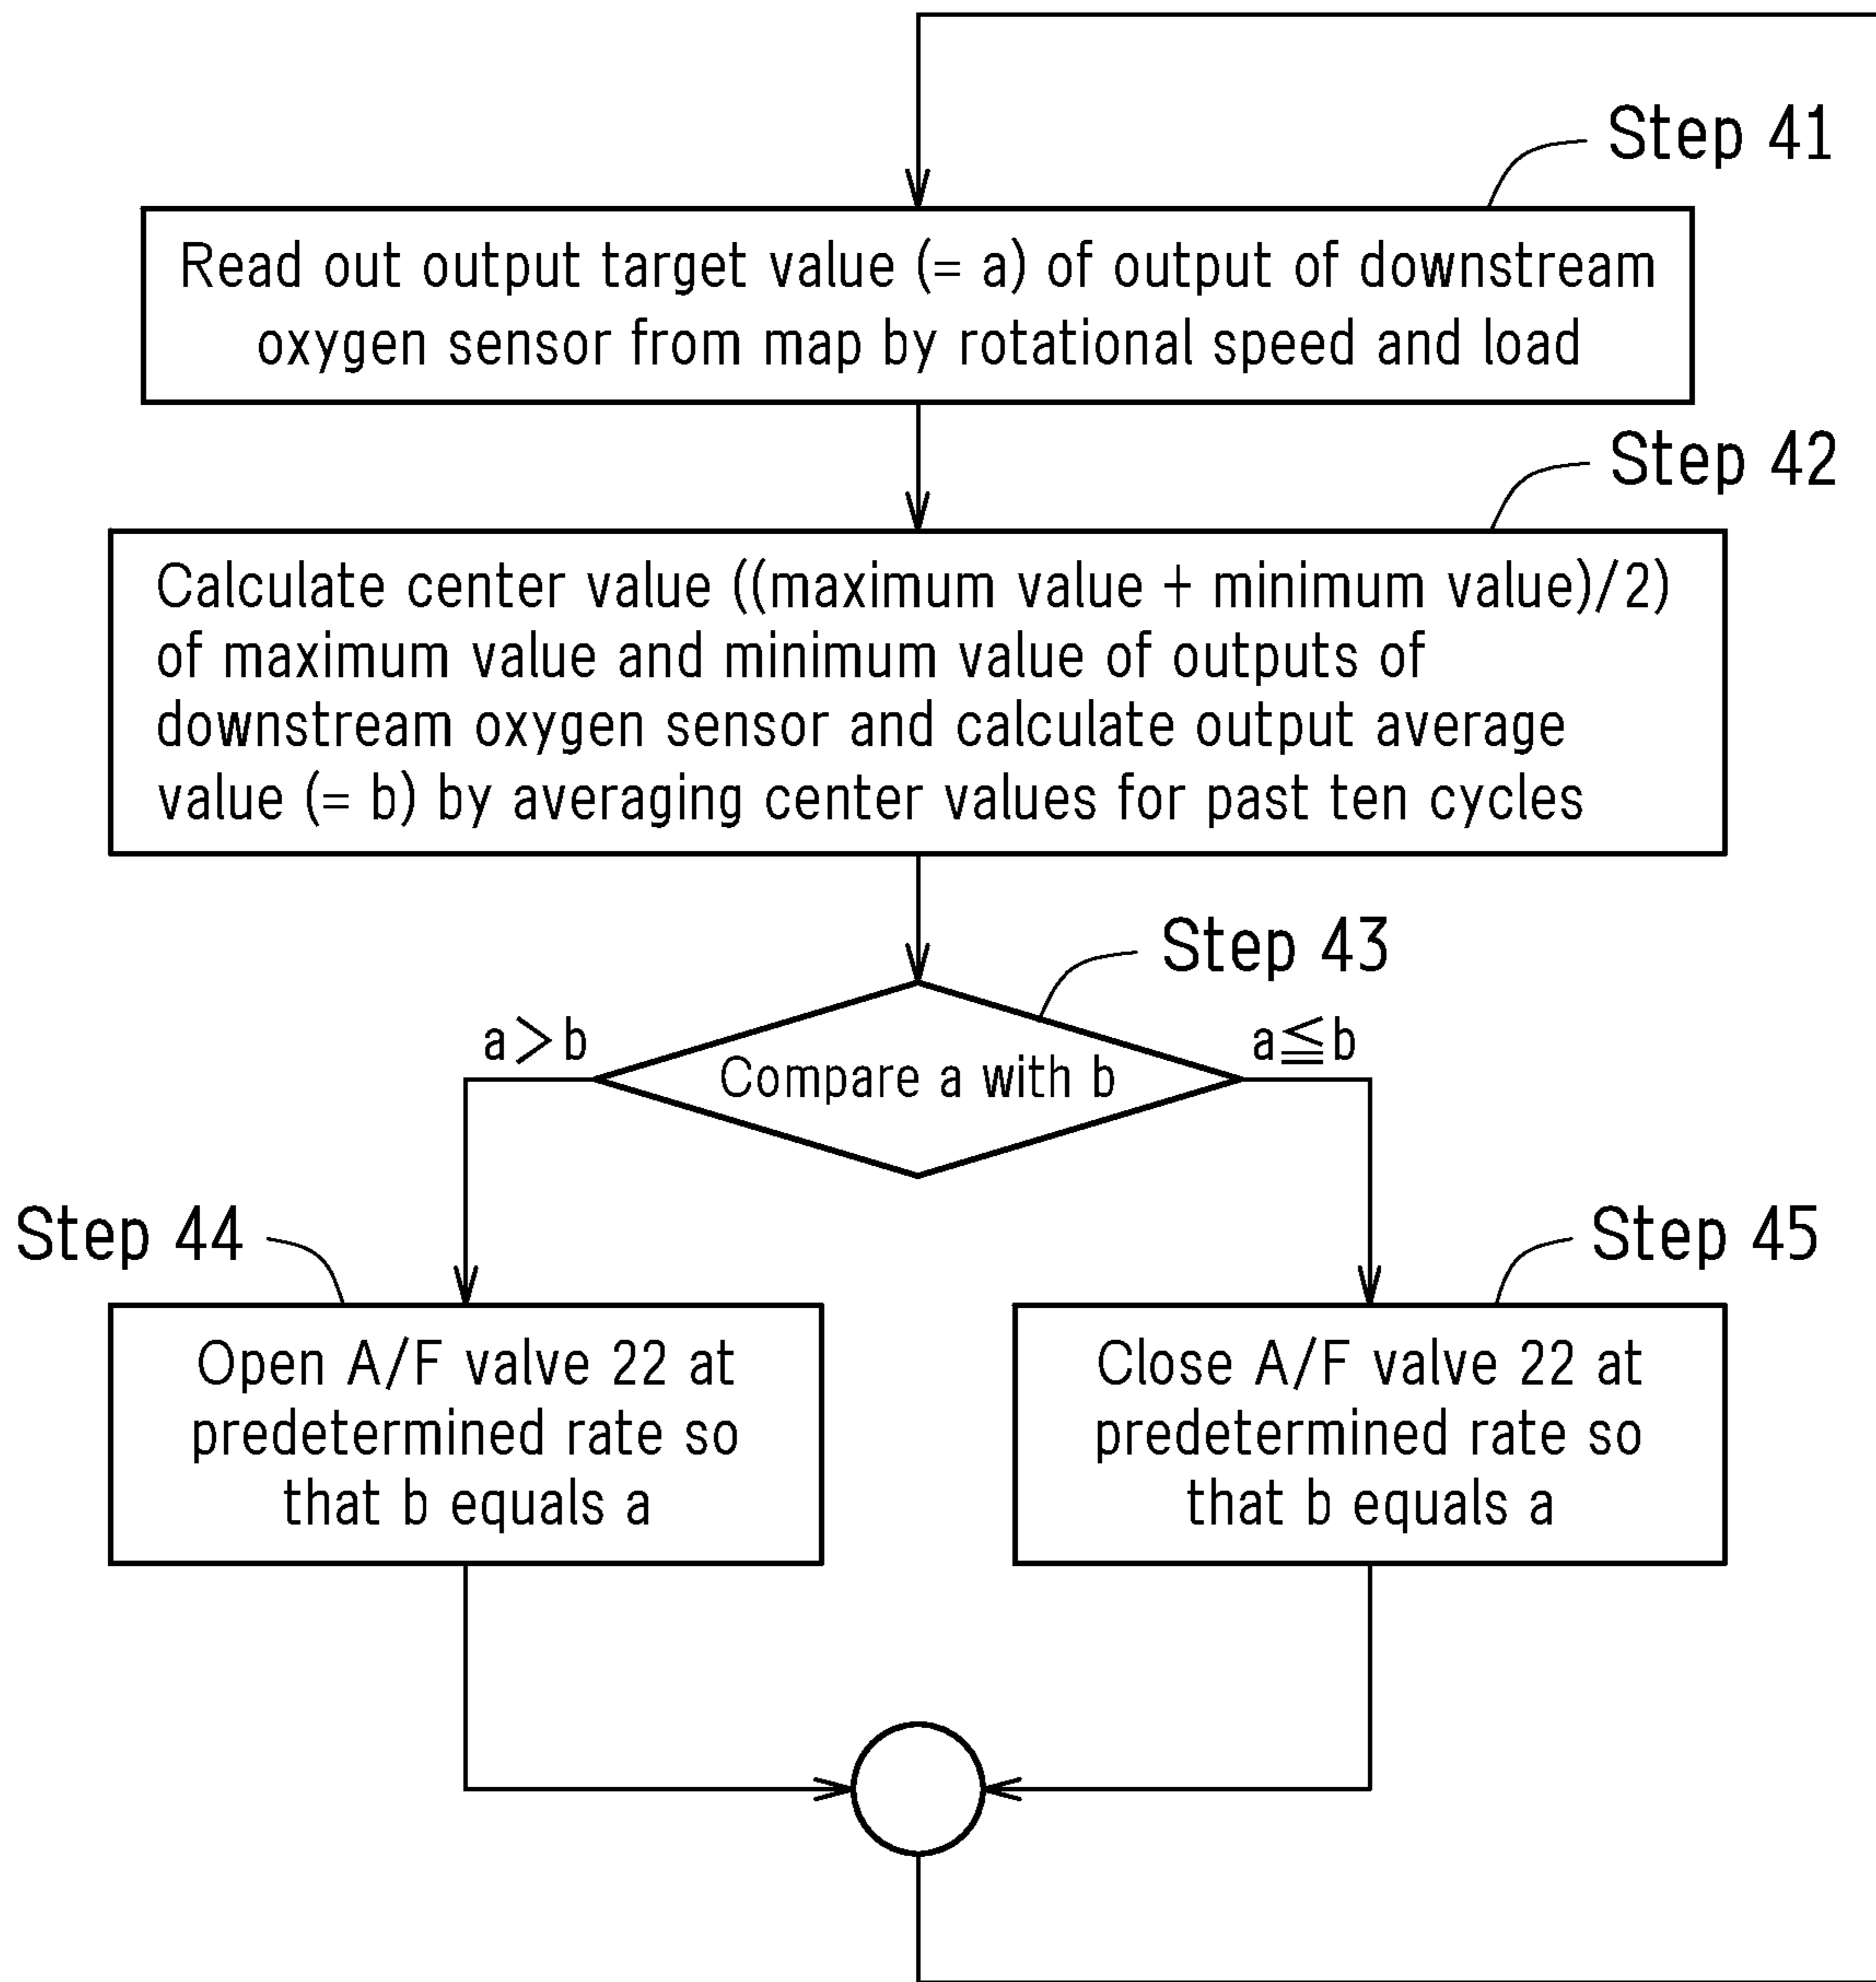 Step 41
Read out output target value (= a) of output of downstream
oxygen sensor from map by rotational speed and load
Step 42
Calculate center value ((maximum value + minimum value)/2)
of maximum value and minimum value of outputs of
downstream oxygen sensor and calculate output average
value (= b) by averaging center values for past ten cycles
Step 43
a>b
a≦b
Compare a with b
Step 44
Step 45
Open A/F valve 22 at
predetermined rate so
that b equals a
Close A/F valve 22 at
predetermined rate so
that b equals a